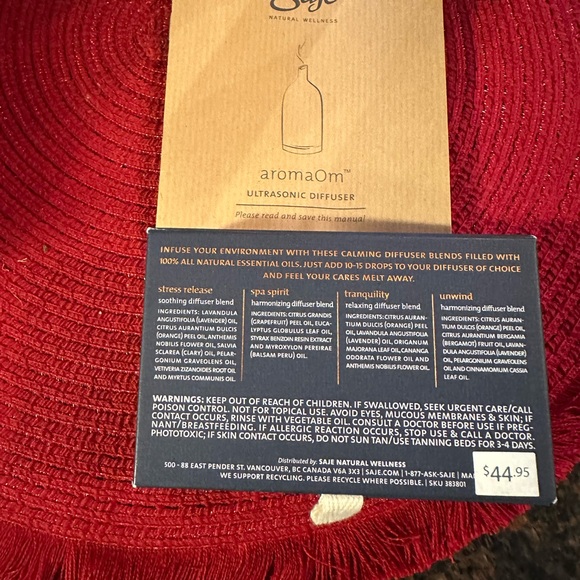 Saje
NATURAL WELLNESS
aromaOm™
ULTRASONIC DIFFUSER
Please read and save this manual
INFUSE YOUR ENVIRONMENT WITH THESE CALMING DIFFUSER BLENDS FILLED WITH
100% ALL NATURAL ESSENTIAL OILS. JUST ADD 10-15 DROPS TO YOUR DIFFUSER OF CHOICE
AND FEEL YOUR CARES MELT AWAY.
stress release
soothing diffuser blend
INGREDIENTS: LAVANDULA
ANGUSTIFOLIA (LAVENDER) OIL,
CITRUS AURANTIUM DULCIS
(ORANGE) PEEL OIL, ANTHEMIS
NOBILIS FLOWER OIL, SALVIA
SCLAREA (CLARY) OIL, PELAR-
GONIUM GRAVEOLENS OIL,
VETIVERIA ZIZANOIDES ROOT OIL
AND MYRTUS COMMUNIS OIL.
spa spirit
harmonizing diffuser blend
INGREDIENTS: CITRUS GRANDIS
(GRAPEFRUIT) PEEL OIL, EUCA-
LYPTUS GLOBULUS LEAF OIL,
STYRAX BENZOIN RESIN EXTRACT
AND MYROXYLON PEREIRAE
(BALSAM PERU) OIL.
tranquility
relaxing diffuser blend
INGREDIENTS: CITRUS AURAN-
TIUM DULCIS (ORANGE) PEEL
OIL, LAVANDULA ANGUSTIFOLIA
(LAVENDER) OIL, ORIGANUM
MAJORANA LEAF OIL, CANANGA
ODORATA FLOWER OIL AND
ANTHEMIS NOBILIS FLOWER OIL.
unwind
harmonizing diffuser blend
INGREDIENTS: CITRUS AURAN-
TIUM DULCIS (ORANGE) PEEL OIL,
CITRUS AURANTIUM BERGAMIA
(BERGAMOT) FRUIT OIL, LAVAN-
DULA ANGUSTIFOLIA (LAVENDER)
OIL, PELARGONIUM GRAVEOLENS
OIL AND CINNAMOMUM CASSIA
LEAF OIL.
WARNINGS: KEEP OUT OF REACH OF CHILDREN. IF SWALLOWED, SEEK URGENT CARE/CALL
POISON CONTROL. NOT FOR TOPICAL USE. AVOID EYES, MUCOUS MEMBRANES & SKIN; IF
CONTACT OCCURS, RINSE WITH VEGETABLE OIL. CONSULT A DOCTOR BEFORE USE IF PREG-
NANT/BREASTFEEDING. IF ALLERGIC REACTION OCCURS, STOP USE & CALL A DOCTOR.
PHOTOTOXIC; IF SKIN CONTACT OCCURS, DO NOT SUN TAN/USE TANNING BEDS FOR 3-4 DAYS.
Distributed by: SAJE NATURAL WELLNESS
500 - 88 EAST PENDER ST. VANCOUVER, BC CANADA V6A 3X3 | SAJE.COM | 1-877-ASK-SAJE |
WE SUPPORT RECYCLING. PLEASE RECYCLE WHERE POSSIBLE. | SKU 383801
$44.95